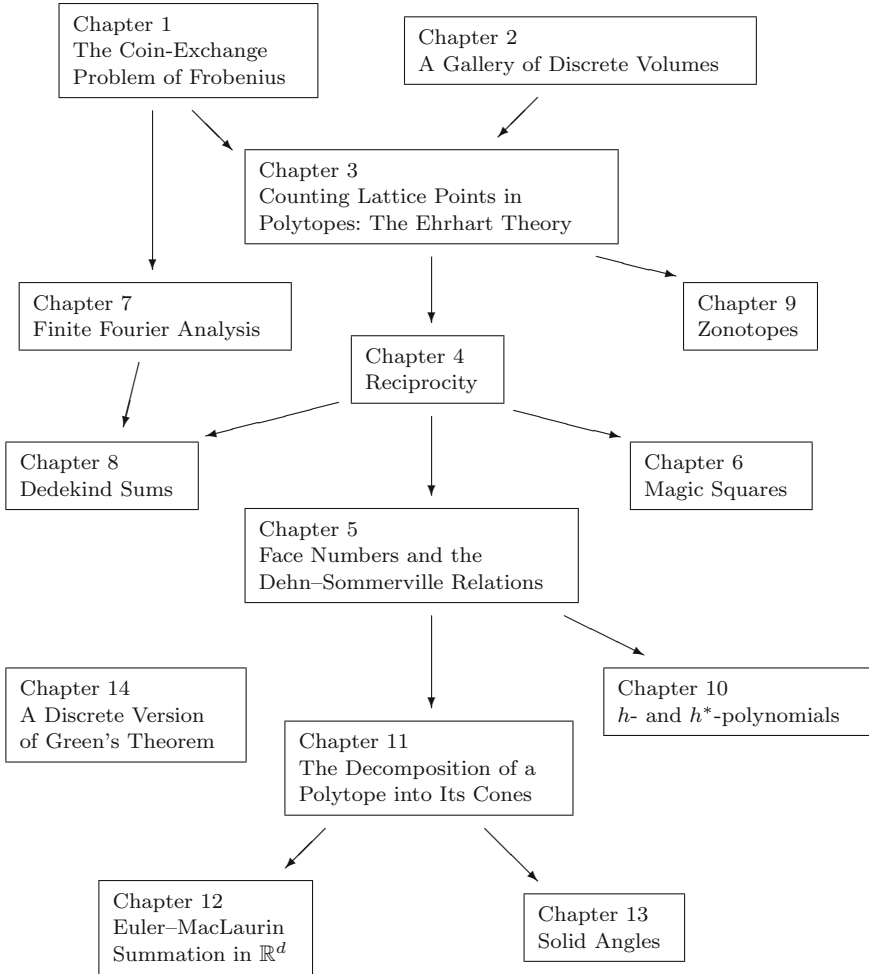 Chapter 1
The Coin-Exchange
Problem of Frobenius
Chapter 2
A Gallery of Discrete Volumes
Chapter 3
Counting Lattice Points in
Polytopes: The Ehrhart Theory
Chapter 7
Finite Fourier Analysis
Chapter 9
Zonotopes
Chapter 4
Reciprocity
Chapter 8
Dedekind Sums
Chapter 6
Magic Squares
Chapter 5
Face Numbers and the
Dehn–Sommerville Relations
Chapter 14
A Discrete Version
of Green's Theorem
Chapter 10
h- and h*-polynomials
Chapter 11
The Decomposition of a
Polytope into Its Cones
Chapter 12
Euler–MacLaurin
Summation in ℝ^d
Chapter 13
Solid Angles